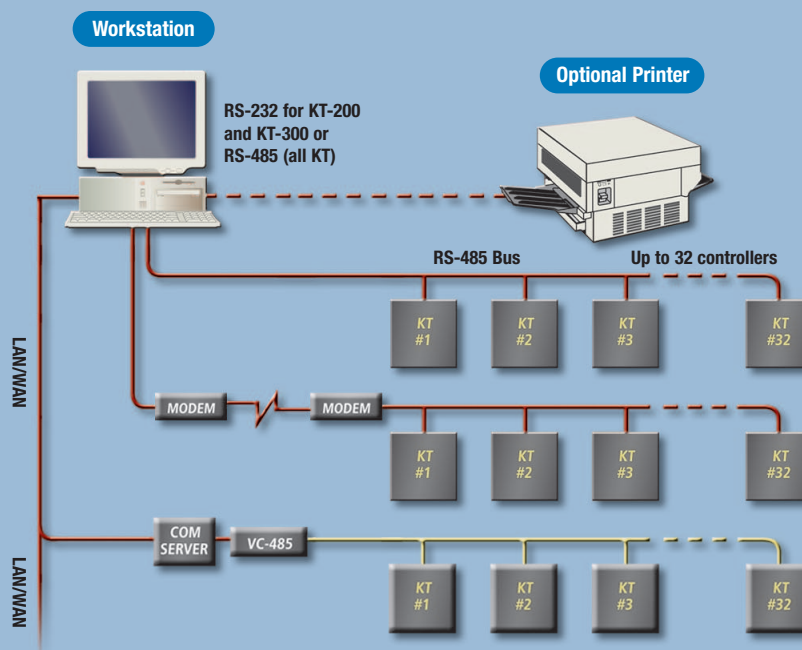 Workstation
Optional Printer
RS-232 for KT-200
and KT-300 or
RS-485 (all KT)
RS-485 Bus
Up to 32 controllers
KT
#1
KT
#2
KT
#3
KT
#32
LAN/WAN
MODEM
MODEM
KT
#1
KT
#2
KT
#3
KT
#32
COM
SERVER
VC-485
KT
#1
KT
#2
KT
#3
KT
#32
LAN/WAN